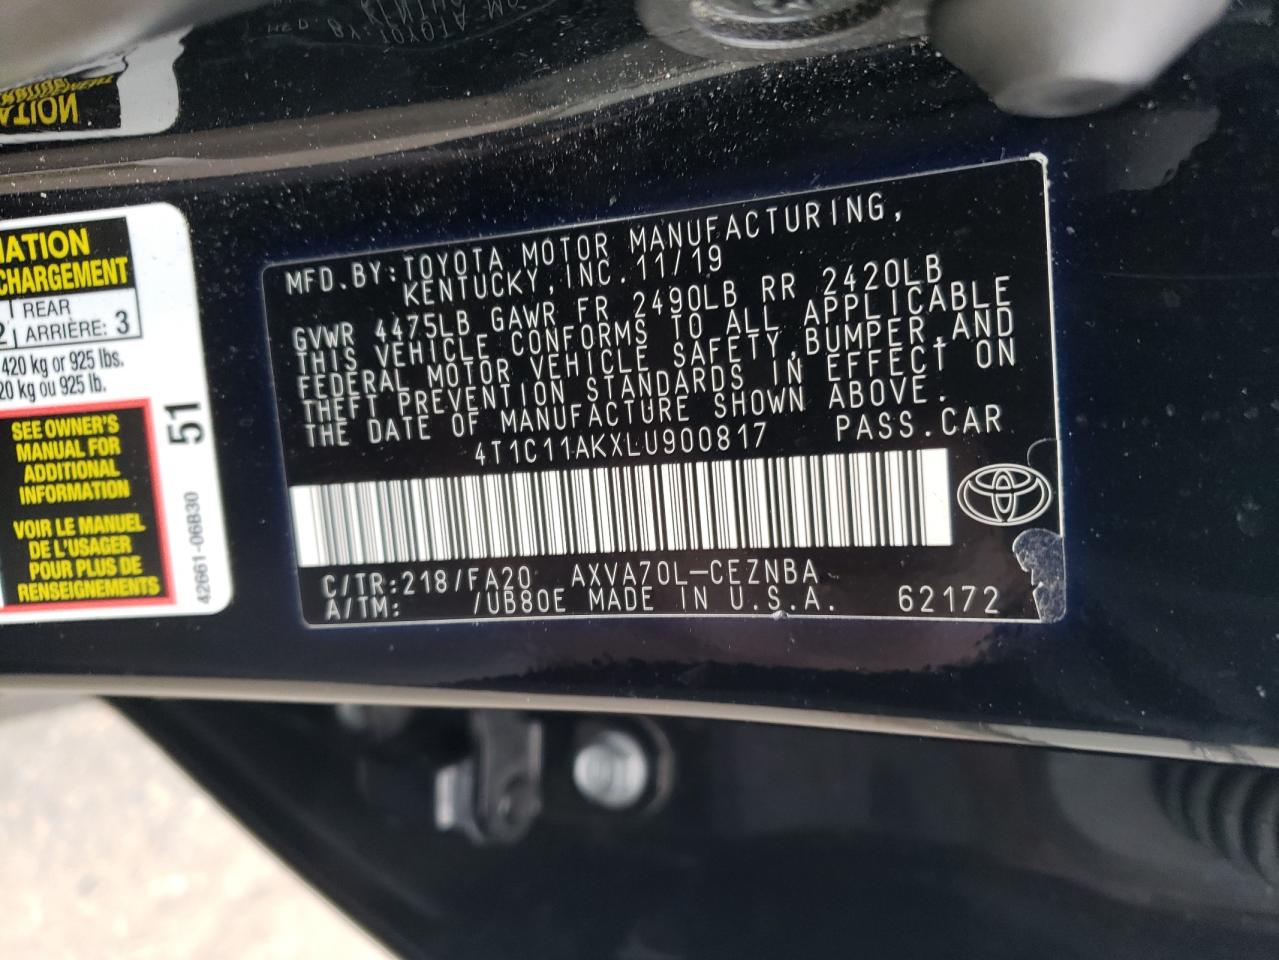 NOITA
MATION
CHARGEMENT
REAR
2 ARRIÈRE: 3
420 kg or 925 lbs.
20 kg ou 925 lb.
SEE OWNER'S
MANUAL FOR
ADDITIONAL
INFORMATION
VOIR LE MANUEL
DE L'USAGER
POUR PLUS DE
RENSEIGNEMENTS
51
42661-06B30
MFD.BY:TOYOTA MOTOR MANUFACTURING,
KENTUCKY,INC.11/19
GVWR 4475LB GAWR FR 2490LB RR 2420LB
THIS VEHICLE CONFORMS TO ALL APPLICABLE
FEDERAL MOTOR VEHICLE SAFETY,BUMPER,AND
THEFT PREVENTION STANDARDS IN EFFECT ON
THE DATE OF MANUFACTURE SHOWN ABOVE.
4T1C11AKXLU900817 PASS.CAR
C/TR:218/FA20 AXVA70L-CEZNBA
A/TM: /UB80E MADE IN U.S.A. 62172